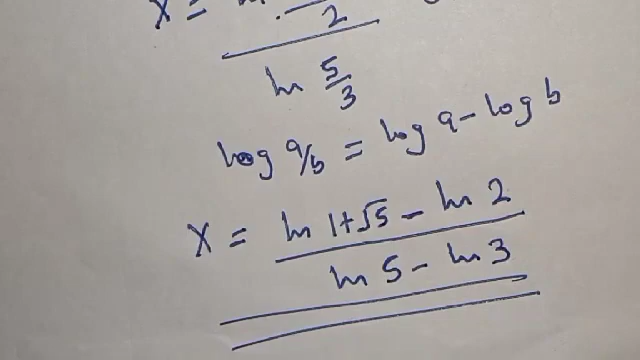 X =
2
ln 5/3
log a/b = log a - log b
X = ln 1+√5 - ln 2
ln 5 - ln 3